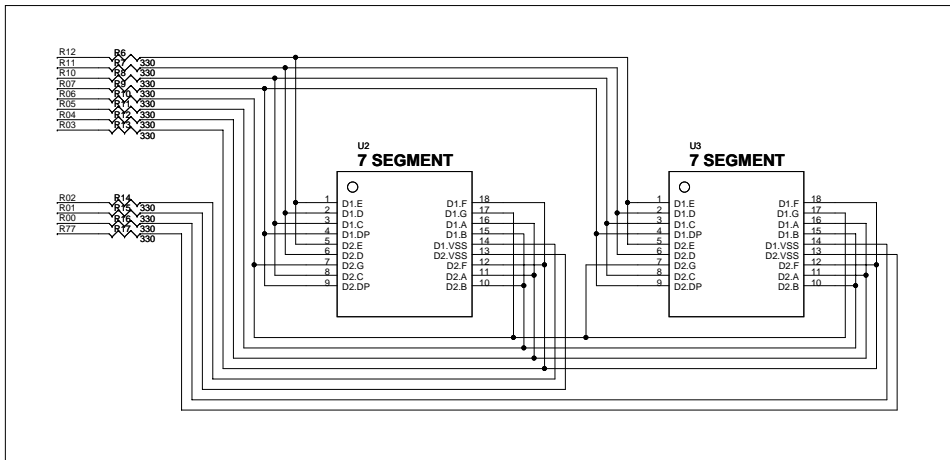 R12 R6
R11 R7 330
R10 R8 330
R07 R9 330
R06 R10 330
R05 R11 330
R04 R12 330
R03 R13 330
330
U2
7 SEGMENT
U3
7 SEGMENT
R02 R14
R01 R15 330
R00 R16 330
R77 R17 330
330
1 D1.E D1.F 18
2 D1.D D1.G 17
3 D1.C D1.A 16
4 D1.DP D1.B 15
5 D2.E D1.VSS 14
6 D2.D D2.VSS 13
7 D2.G D2.F 12
8 D2.C D2.A 11
9 D2.DP D2.B 10
1 D1.E D1.F 18
2 D1.D D1.G 17
3 D1.C D1.A 16
4 D1.DP D1.B 15
5 D2.E D1.VSS 14
6 D2.D D2.VSS 13
7 D2.G D2.F 12
8 D2.C D2.A 11
9 D2.DP D2.B 10